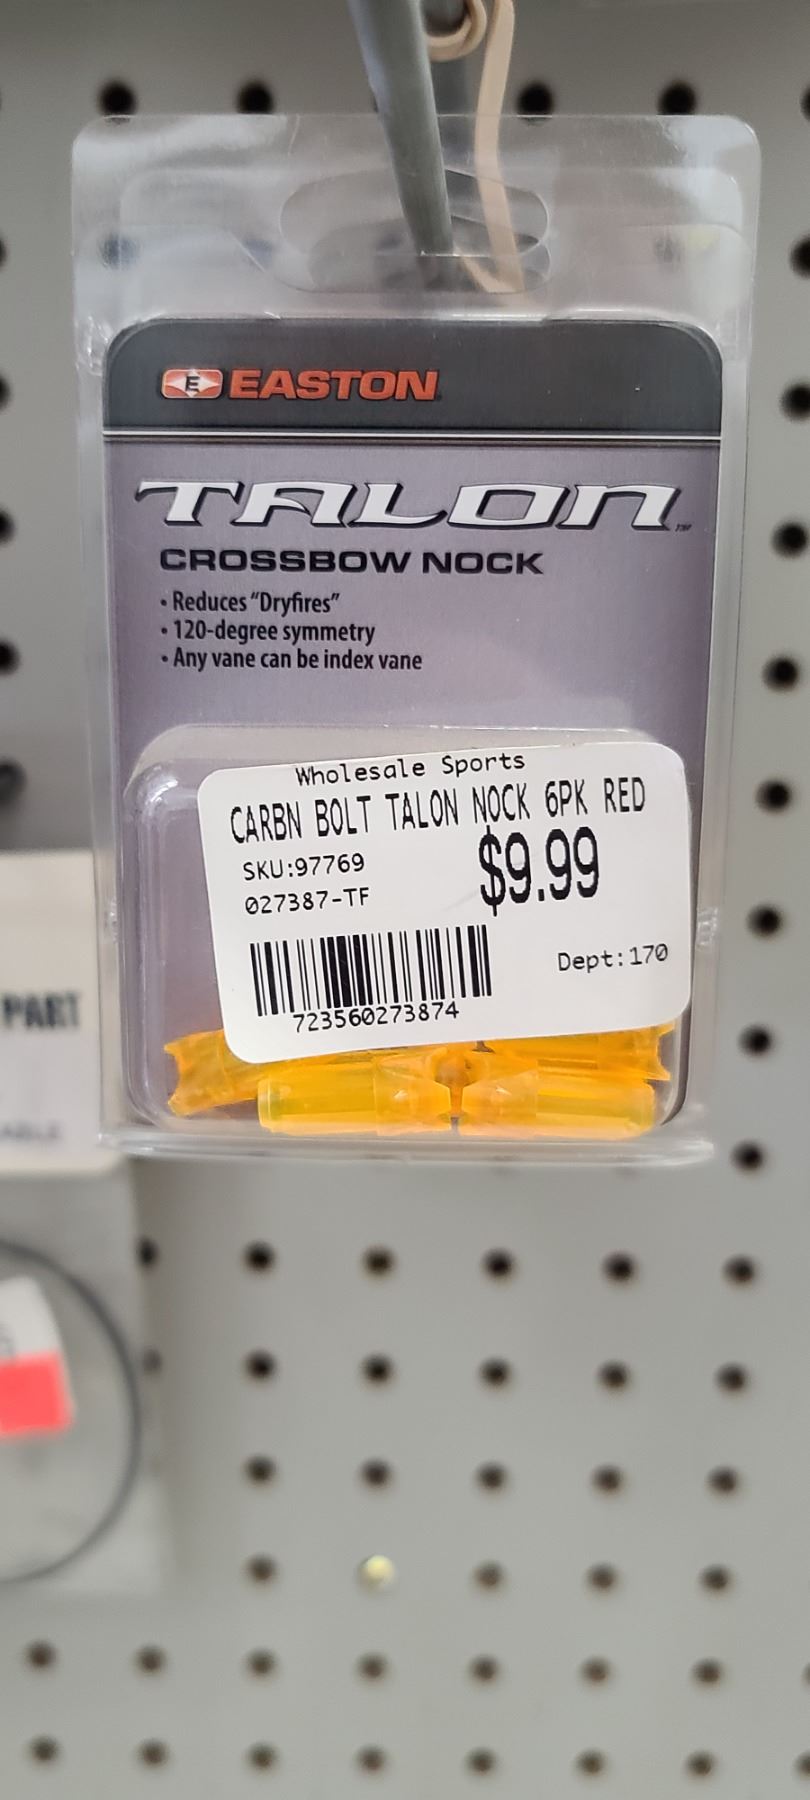 E EASTON
TALON™
CROSSBOW NOCK
• Reduces "Dryfires"
• 120-degree symmetry
• Any vane can be index vane
Wholesale Sports
CARBN BOLT TALON NOCK 6PK RED
SKU:97769
$9.99
027387-TF
Dept:170
723560273874
PART